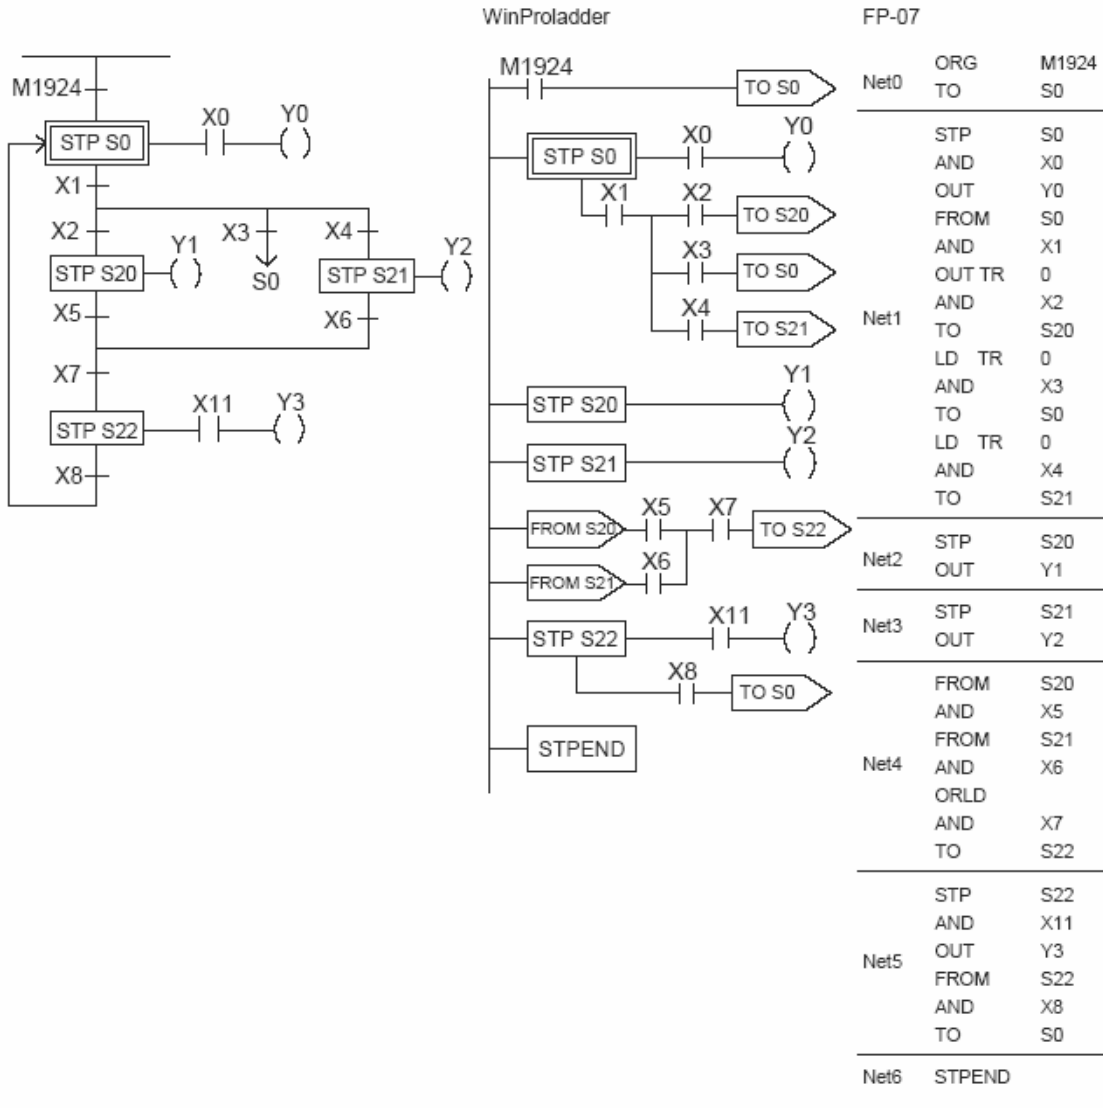 WinProladder
FP-07
M1924
X0
Y0
STP S0
X1
X2
X3
X4
Y1
Y2
STP S20
S0
STP S21
X5
X6
X7
X11
Y3
STP S22
X8
M1924
TO S0
X0
Y0
STP S0
X1
X2
TO S20
X3
TO S0
X4
TO S21
Y1
STP S20
Y2
STP S21
X5
X7
FROM S20
TO S22
X6
FROM S21
X11
Y3
STP S22
X8
TO S0
STPEND
Net0
ORG M1924
TO S0
Net1
STP S0
AND X0
OUT Y0
FROM S0
AND X1
OUT TR 0
AND X2
TO S20
LD TR 0
AND X3
TO S0
LD TR 0
AND X4
TO S21
Net2
STP S20
OUT Y1
Net3
STP S21
OUT Y2
Net4
FROM S20
AND X5
FROM S21
AND X6
ORLD
AND X7
TO S22
Net5
STP S22
AND X11
OUT Y3
FROM S22
AND X8
TO S0
Net6 STPEND